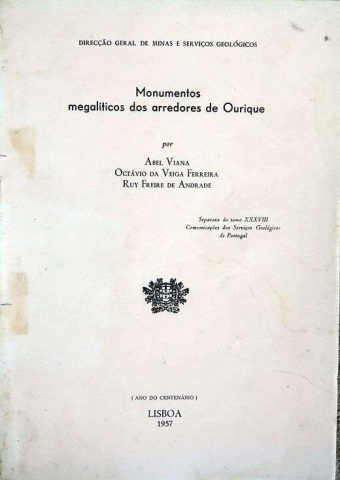 DIRECÇÃO GERAL DE MINAS E SERVIÇOS GEOLÓGICOS
Monumentos
megalíticos dos arredores de Ourique
por
ABEL VIANA
OCTÁVIO DA VEIGA FERREIRA
RUY FREIRE DE ANDRADE
Separata do tomo XXXVIII
Comunicações dos Serviços Geológicos
de Portugal
( ANO DO CENTENÁRIO )
LISBOA
1957